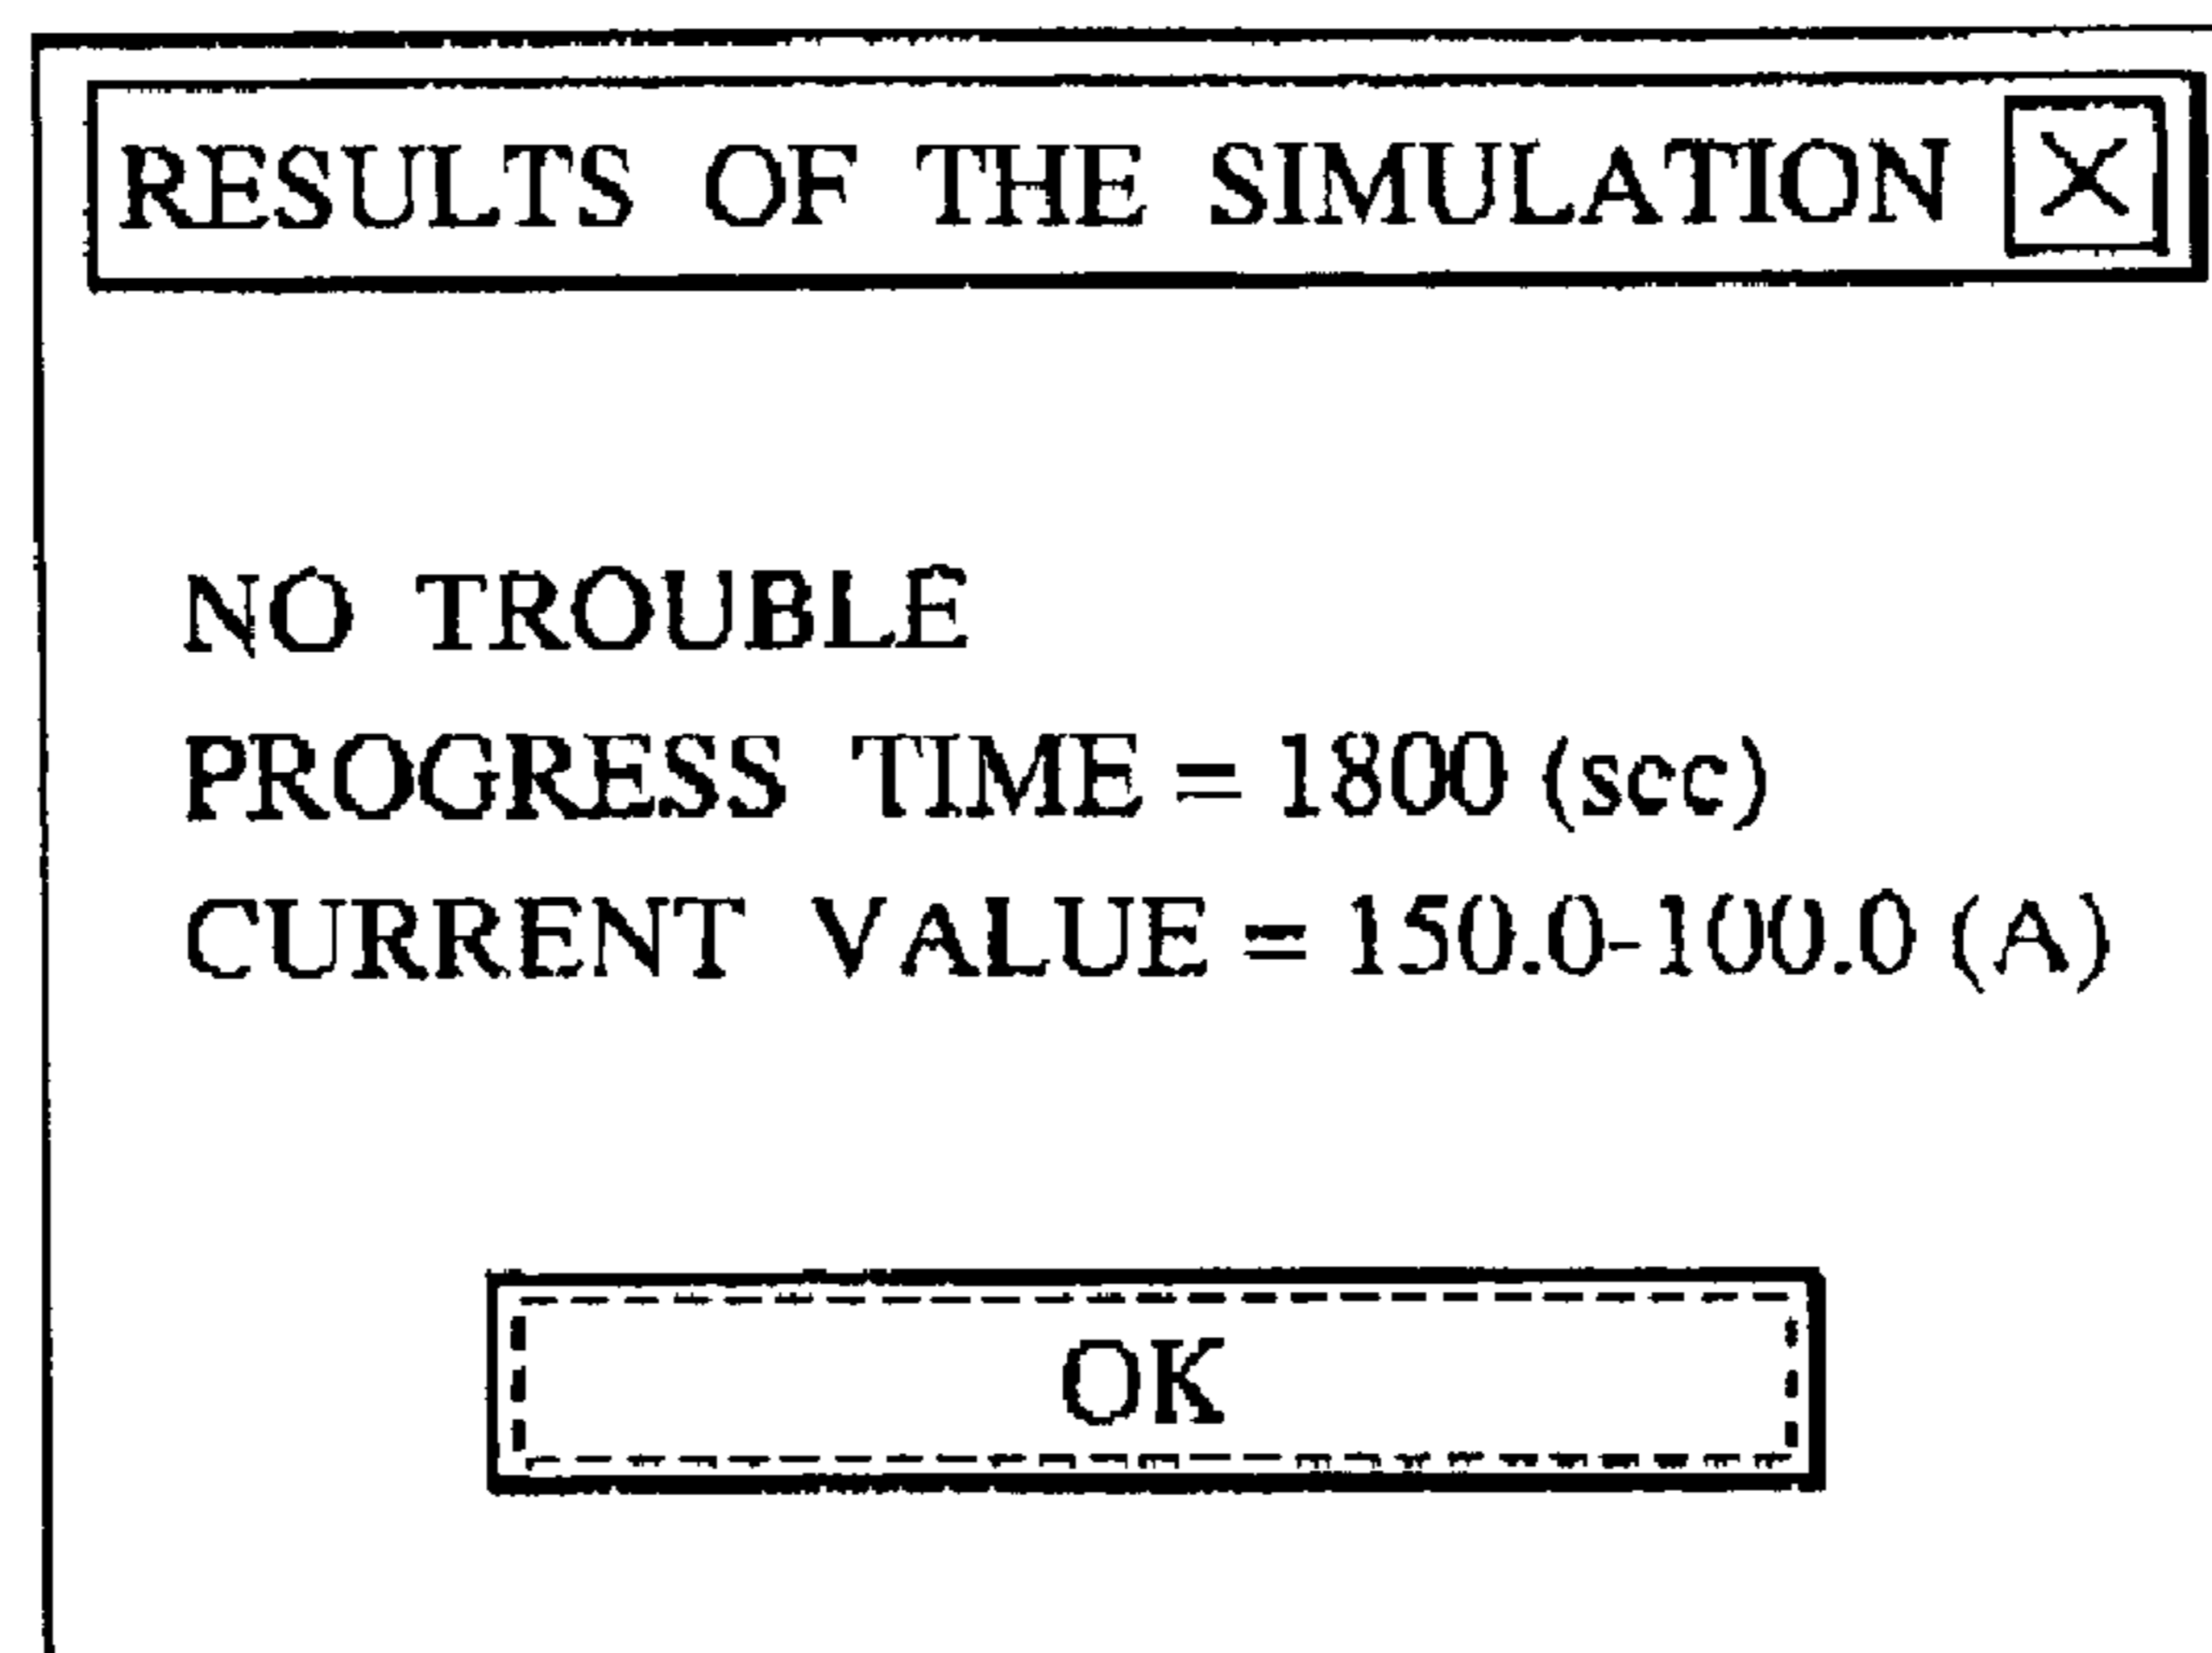 RESULTS OF THE SIMULATION X
NO TROUBLE
PROGRESS TIME = 1800 (sec)
CURRENT VALUE = 150.0-100.0 (A)
OK